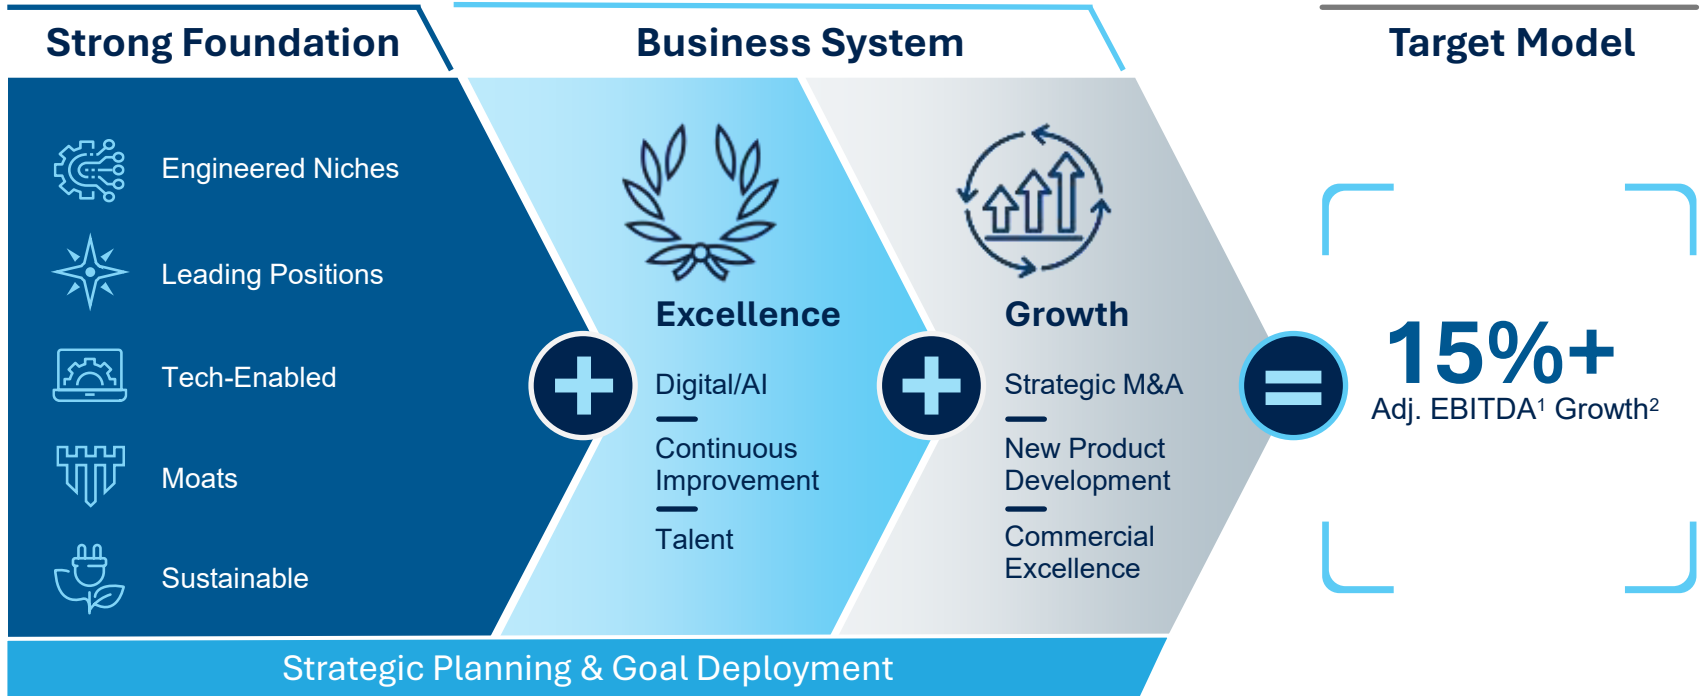 Strong Foundation
Business System
Target Model
Engineered Niches
Leading Positions
Tech-Enabled
Moats
Sustainable
Excellence
Digital/AI
Continuous
Improvement
Talent
Growth
Strategic M&A
New Product
Development
Commercial
Excellence
15%+
Adj. EBITDA¹ Growth²
Strategic Planning & Goal Deployment